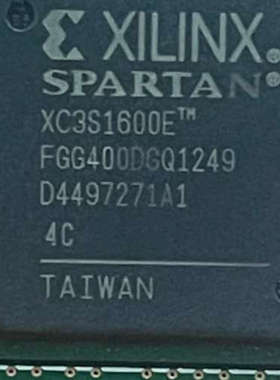 XILINX®
SPARTAN®
XC3S1600E™
FGG400DGQ1249
D4497271A1
4C
TAIWAN